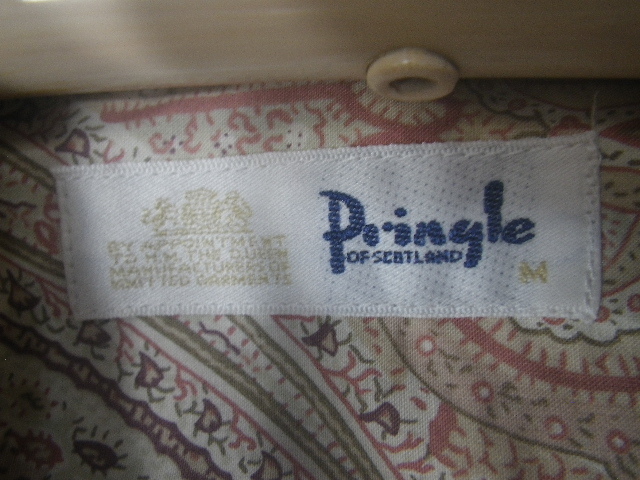 BY APPOINTMENT
TO H.M. THE QUEEN
MANUFACTURERS OF
KNITTED GARMENTS
Pringle
OF SCOTLAND
M